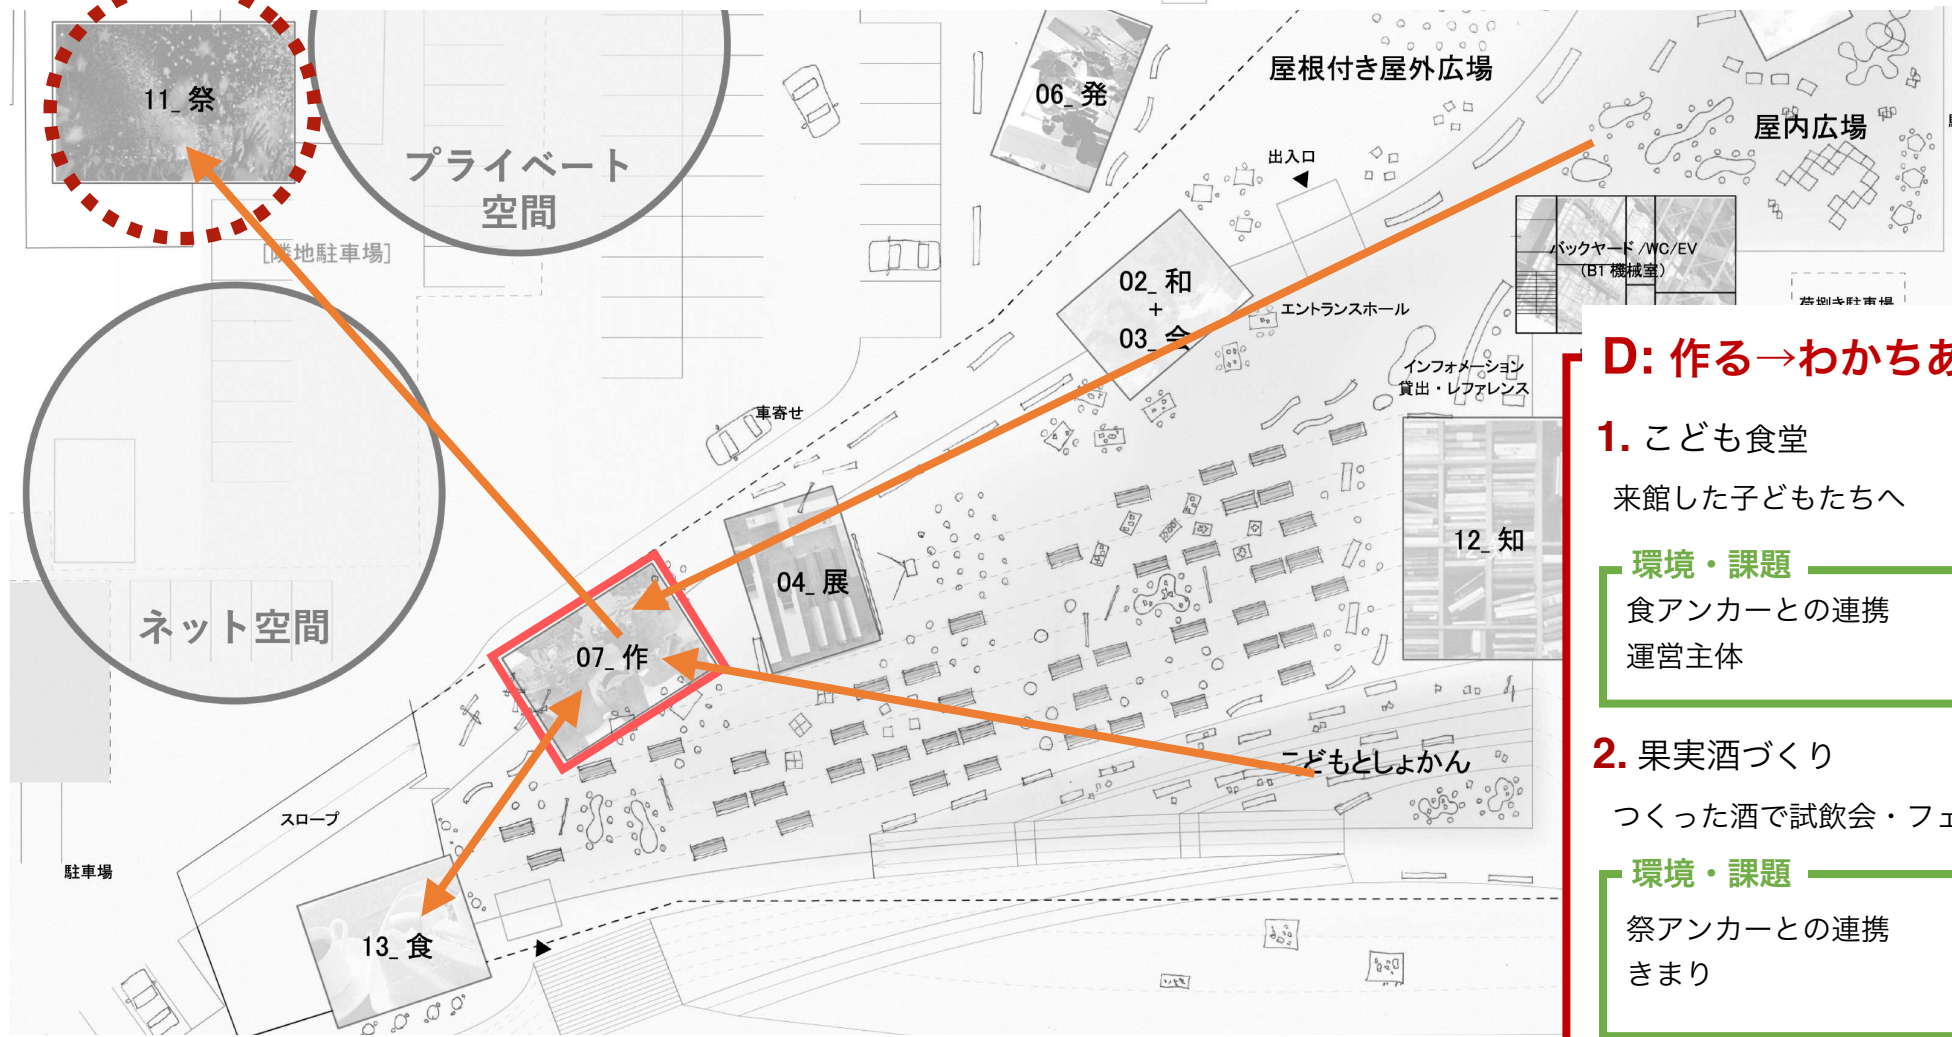 11_ 祭
プライベート
空間
[隣地駐車場]
ネット空間
06_ 発
屋根付き屋外広場
屋内広場
出入口
02_ 和
+
03_ 会
エントランスホール
バックヤード /WC/EV
(B1 機械室)
荷捌き駐車場
インフォメーション
貸出・レファレンス
車寄せ
04_ 展
12_ 知
07_ 作
こどもとしょかん
スロープ
駐車場
13_ 食
D: 作る→わかちあ
1. こども食堂
来館した子どもたちへ
環境・課題
食アンカーとの連携
運営主体
2. 果実酒づくり
つくった酒で試飲会・フェ
環境・課題
祭アンカーとの連携
きまり